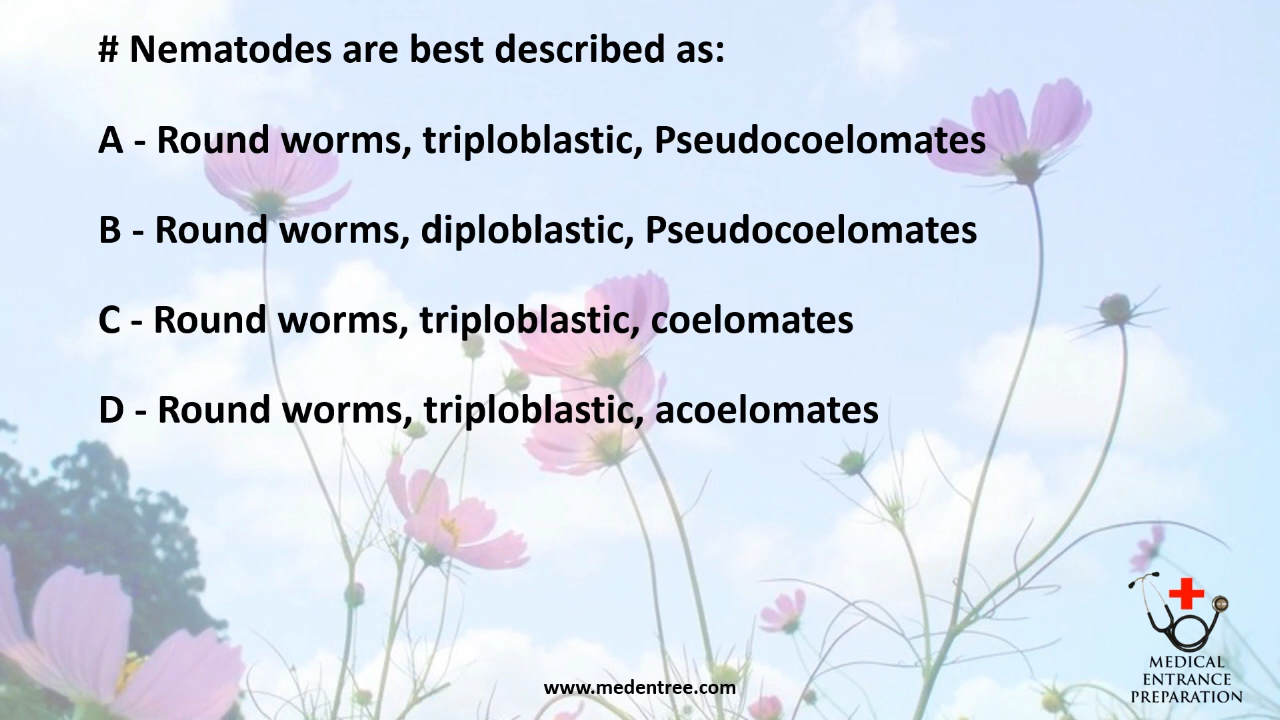 # Nematodes are best described as:
A - Round worms, triploblastic, Pseudocoelomates
B - Round worms, diploblastic, Pseudocoelomates
C - Round worms, triploblastic, coelomates
D - Round worms, triploblastic, acoelomates
www.medentree.com
MEDICAL
ENTRANCE
PREPARATION